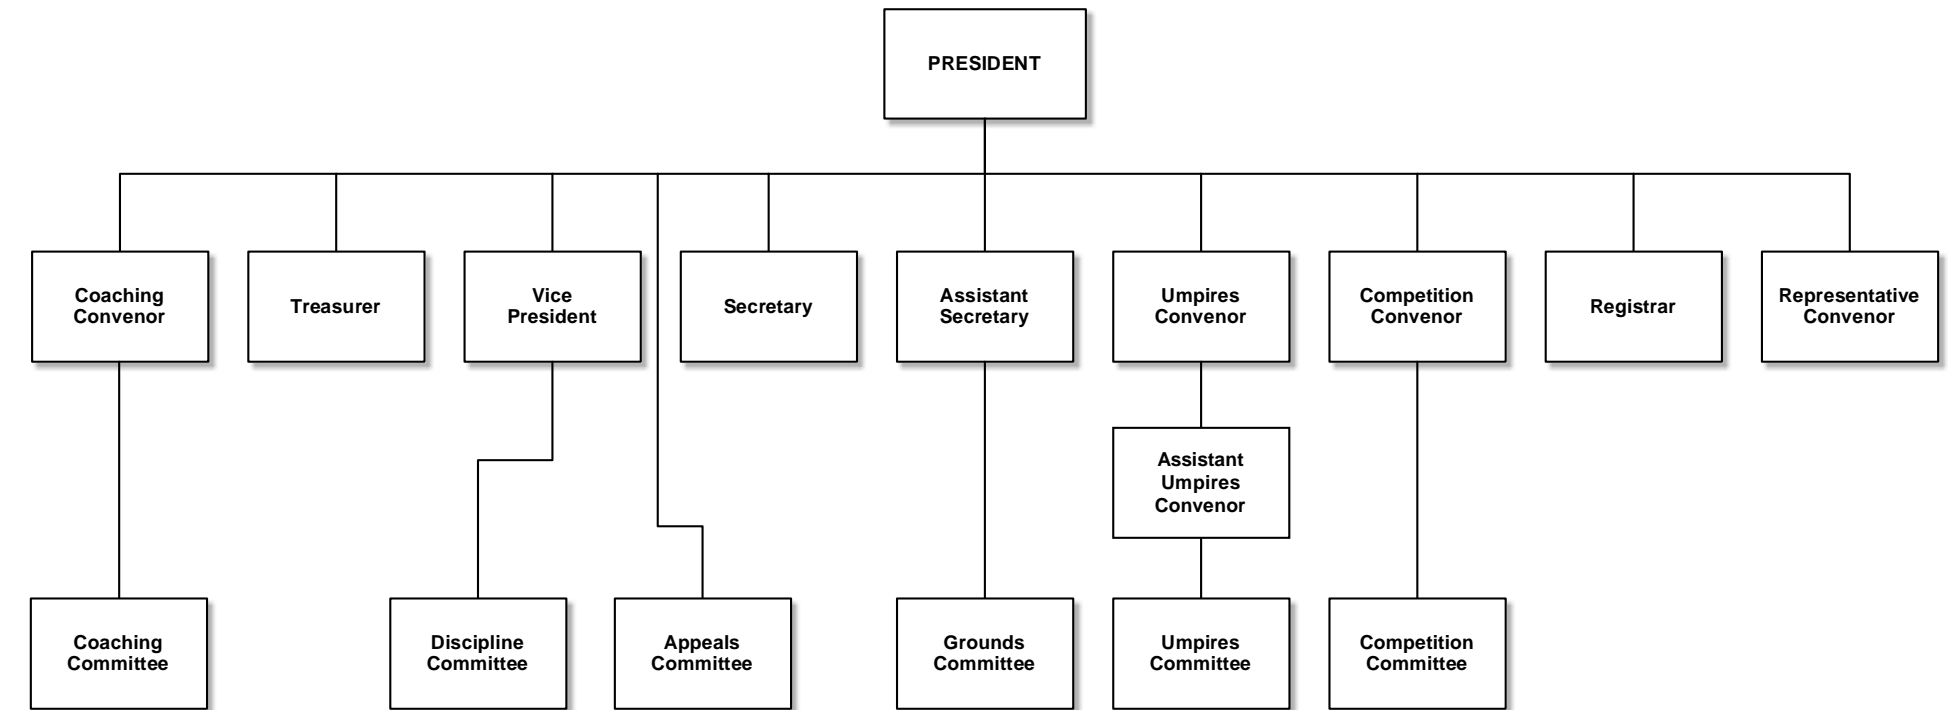 PRESIDENT
Coaching
Convenor
Treasurer
Vice
President
Secretary
Assistant
Secretary
Umpires
Convenor
Competition
Convenor
Registrar
Representative
Convenor
Assistant
Umpires
Convenor
Coaching
Committee
Discipline
Committee
Appeals
Committee
Grounds
Committee
Umpires
Committee
Competition
Committee